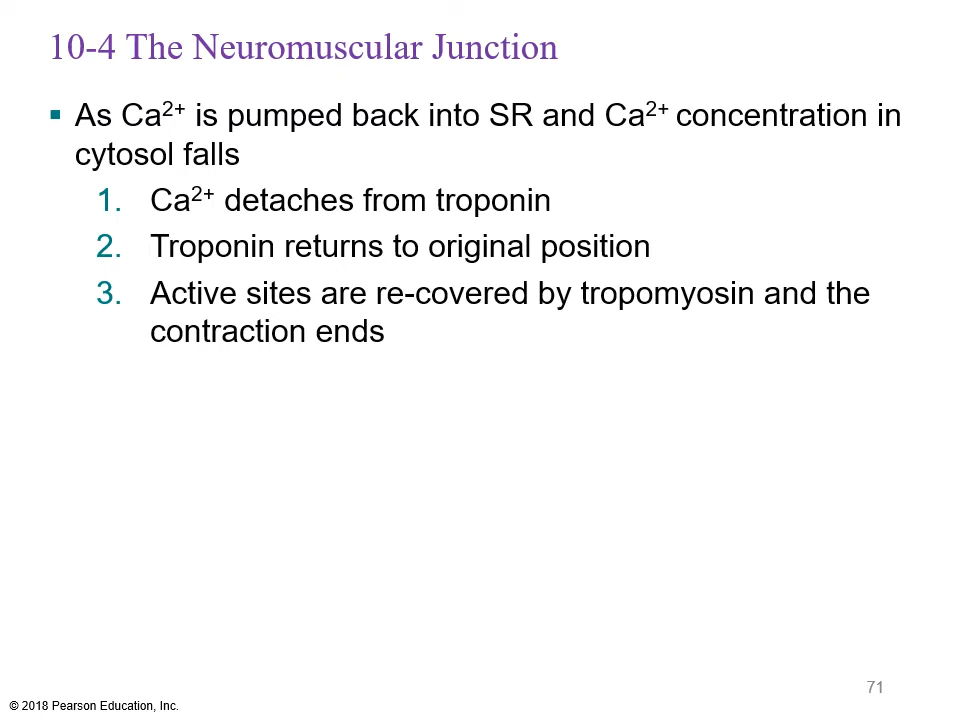 10-4 The Neuromuscular Junction
▪ As Ca²⁺ is pumped back into SR and Ca²⁺ concentration in
cytosol falls
1. Ca²⁺ detaches from troponin
2. Troponin returns to original position
3. Active sites are re-covered by tropomyosin and the
contraction ends
71
© 2018 Pearson Education, Inc.